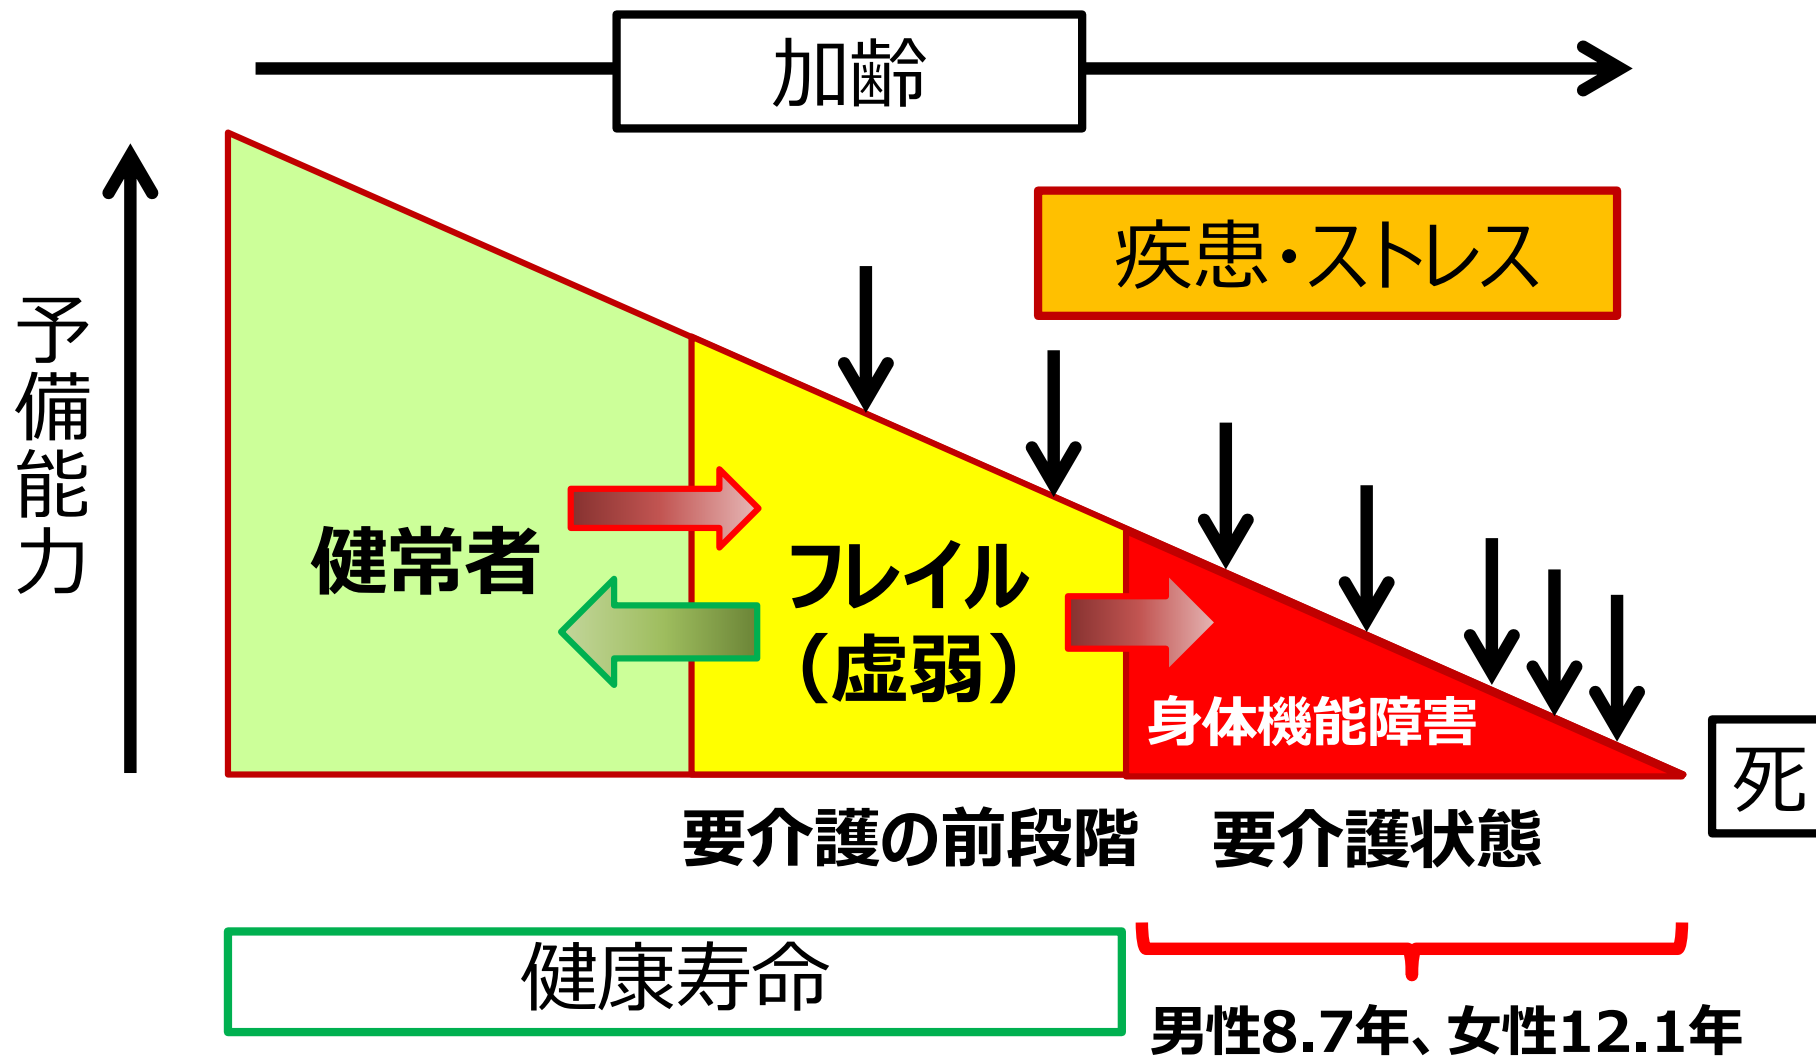 加齢
疾患・ストレス
予備能力
健常者
フレイル
（虚弱）
身体機能障害
死
要介護の前段階
要介護状態
健康寿命
男性8.7年、女性12.1年